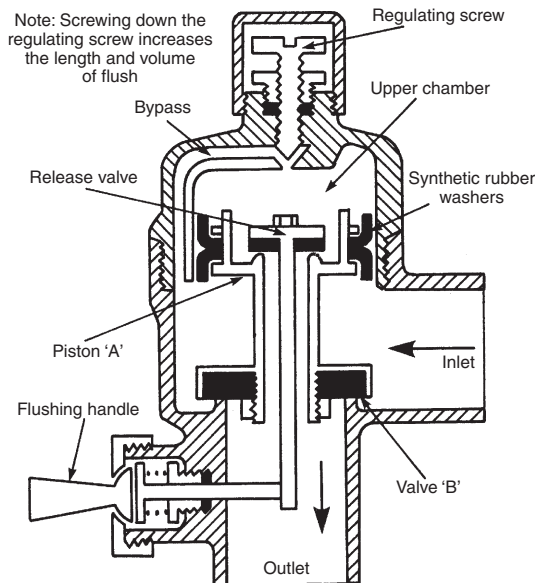 Note: Screwing down the
regulating screw increases
the length and volume
of flush
Regulating screw
Bypass
Upper chamber
Release valve
Synthetic rubber
washers
Piston ‘A’
Inlet
Flushing handle
Valve ‘B’
Outlet